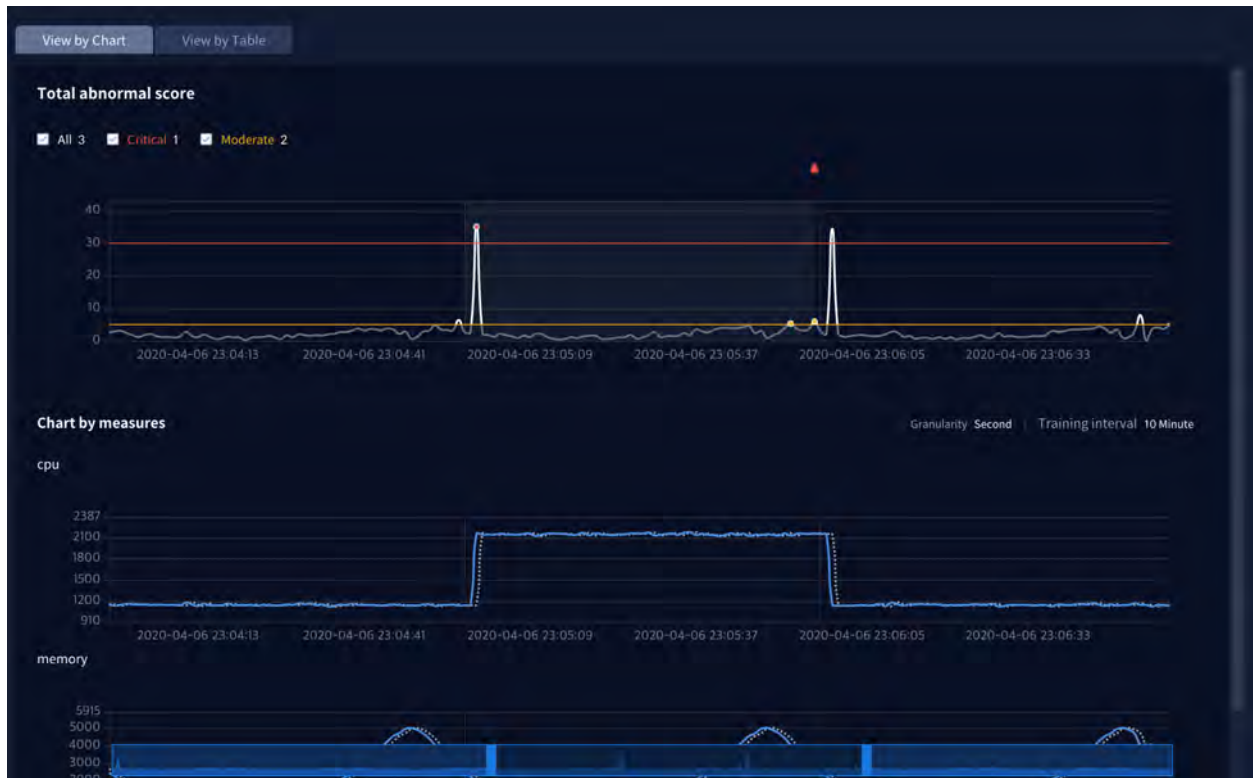 View by Chart View by Table
Total abnormal score
All 3 Critical 1 Moderate 2
40
30
20
10
0
2020-04-06 23:04:13 2020-04-06 23:04:41 2020-04-06 23:05:09 2020-04-06 23:05:37 2020-04-06 23:06:05 2020-04-06 23:06:33
Chart by measures Granularity Second | Training interval 10 Minute
cpu
2387
2100
1800
1500
1200
910
2020-04-06 23:04:13 2020-04-06 23:04:41 2020-04-06 23:05:09 2020-04-06 23:05:37 2020-04-06 23:06:05 2020-04-06 23:06:33
memory
5915
5000
4000
3000